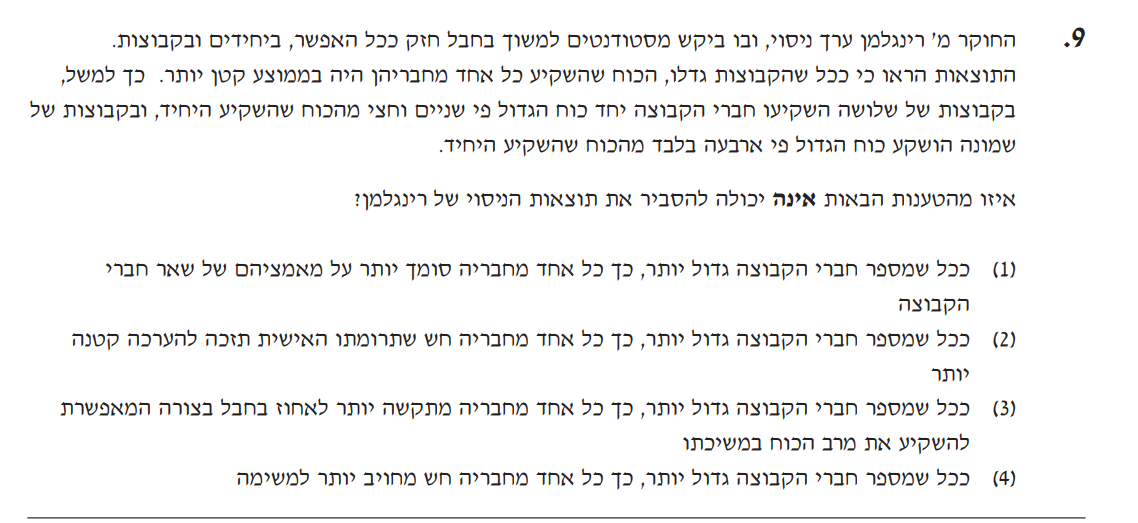 9. החוקר מ' רינגלמן ערך ניסוי, ובו ביקש מסטודנטים למשוך בחבל חזק ככל האפשר, ביחידים ובקבוצות.
התוצאות הראו כי ככל שהקבוצות גדלו, הכוח שהשקיע כל אחד מחבריהן היה בממוצע קטן יותר. כך למשל,
בקבוצות של שלושה השקיעו חברי הקבוצה יחד כוח הגדול פי שניים וחצי מהכוח שהשקיע היחיד, ובקבוצות של
שמונה הושקע כוח הגדול פי ארבעה בלבד מהכוח שהשקיע היחיד.
איזו מהטענות הבאות אינה יכולה להסביר את תוצאות הניסוי של רינגלמן?
(1) ככל שמספר חברי הקבוצה גדול יותר, כך כל אחד מחבריה סומך יותר על מאמציהם של שאר חברי
הקבוצה
(2) ככל שמספר חברי הקבוצה גדול יותר, כך כל אחד מחבריה חש שתרומתו האישית תזכה להערכה קטנה
יותר
(3) ככל שמספר חברי הקבוצה גדול יותר, כך כל אחד מחבריה מתקשה יותר לאחוז בחבל בצורה המאפשרת
להשקיע את מרב הכוח במשיכתו
(4) ככל שמספר חברי הקבוצה גדול יותר, כך כל אחד מחבריה חש מחויב יותר למשימה